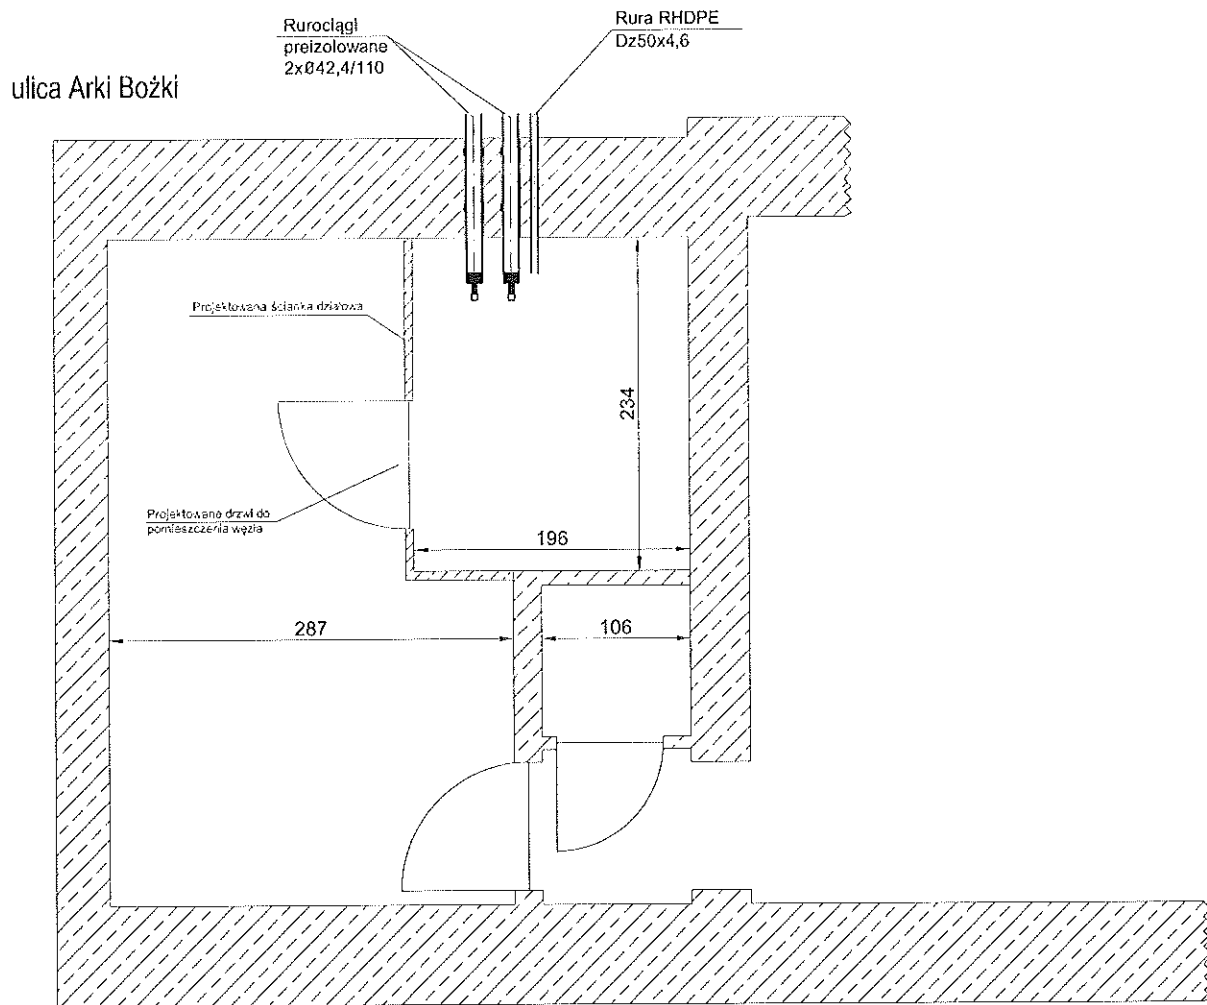 Rurociągi
preizolowane
2xØ42,4/110
Rura RHDPE
Dz50x4,6
ulica Arki Bożki
Projektowana ścianka działowa
234
Projektowane drzwi do
pomieszczenia węzła
196
287
106